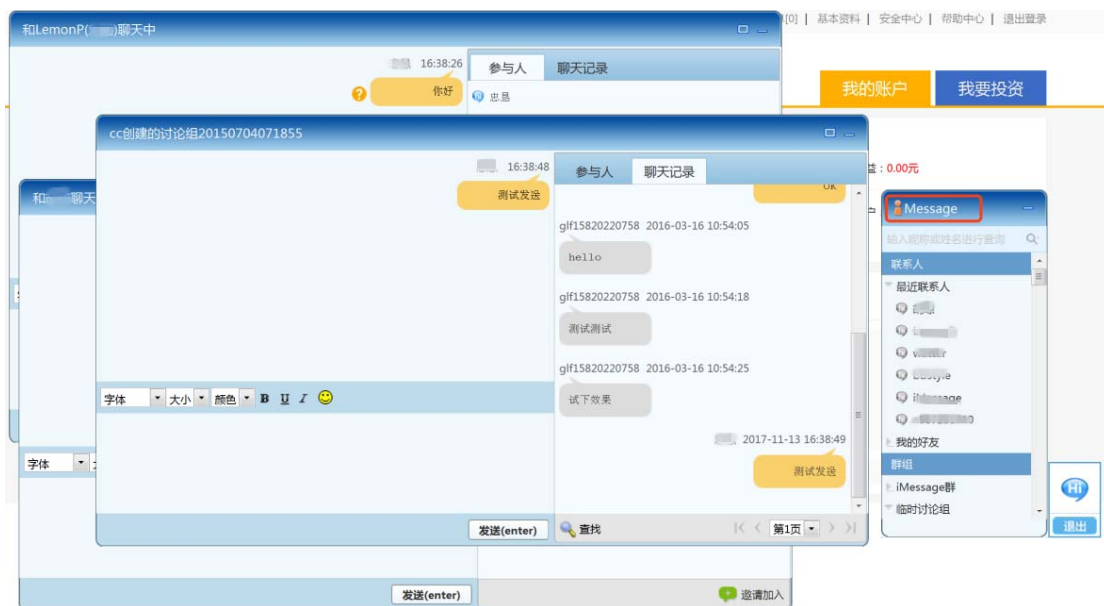 [0] | 基本资料 | 安全中心 | 帮助中心 | 退出登录
我的账户
我要投资
益：0.00元
和LemonP( )聊天中
16:38:26
你好
参与人
聊天记录
忠恳
cc创建的讨论组20150704071855
16:38:48
测试发送
参与人
聊天记录
OK
glf15820220758 2016-03-16 10:54:05
hello
glf15820220758 2016-03-16 10:54:18
测试测试
glf15820220758 2016-03-16 10:54:25
试下效果
2017-11-13 16:38:49
测试发送
字体 大小 颜色 B U I
发送(enter)
查找
第1页
和 聊天
字体
发送(enter)
邀请加入
Message
输入昵称或姓名进行查询
联系人
最近联系人
我的好友
群组
iMessage群
临时讨论组
Hi
退出